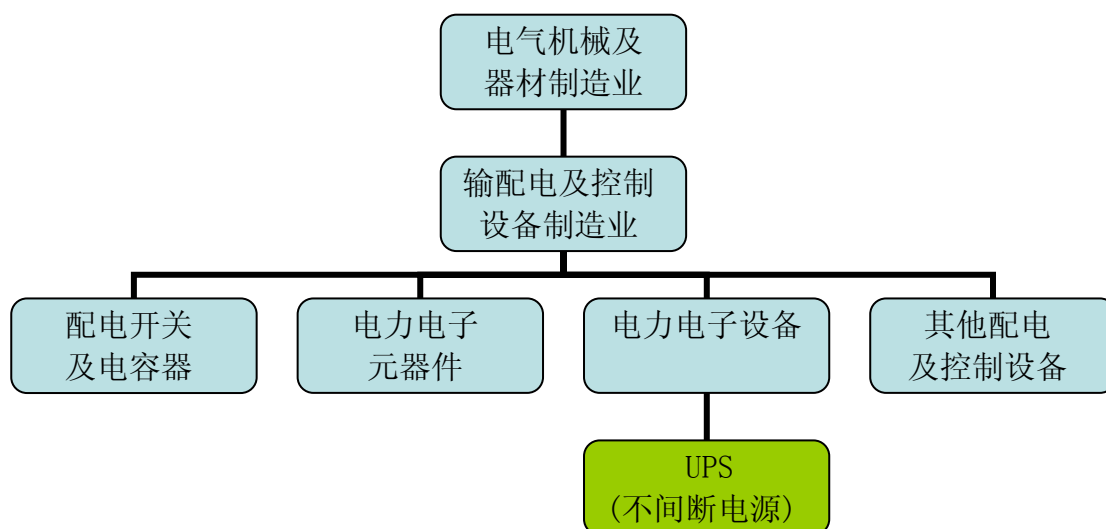 电气机械及
器材制造业
输配电及控制
设备制造业
配电开关
及电容器
电力电子
元器件
电力电子设备
其他配电
及控制设备
UPS
(不间断电源)